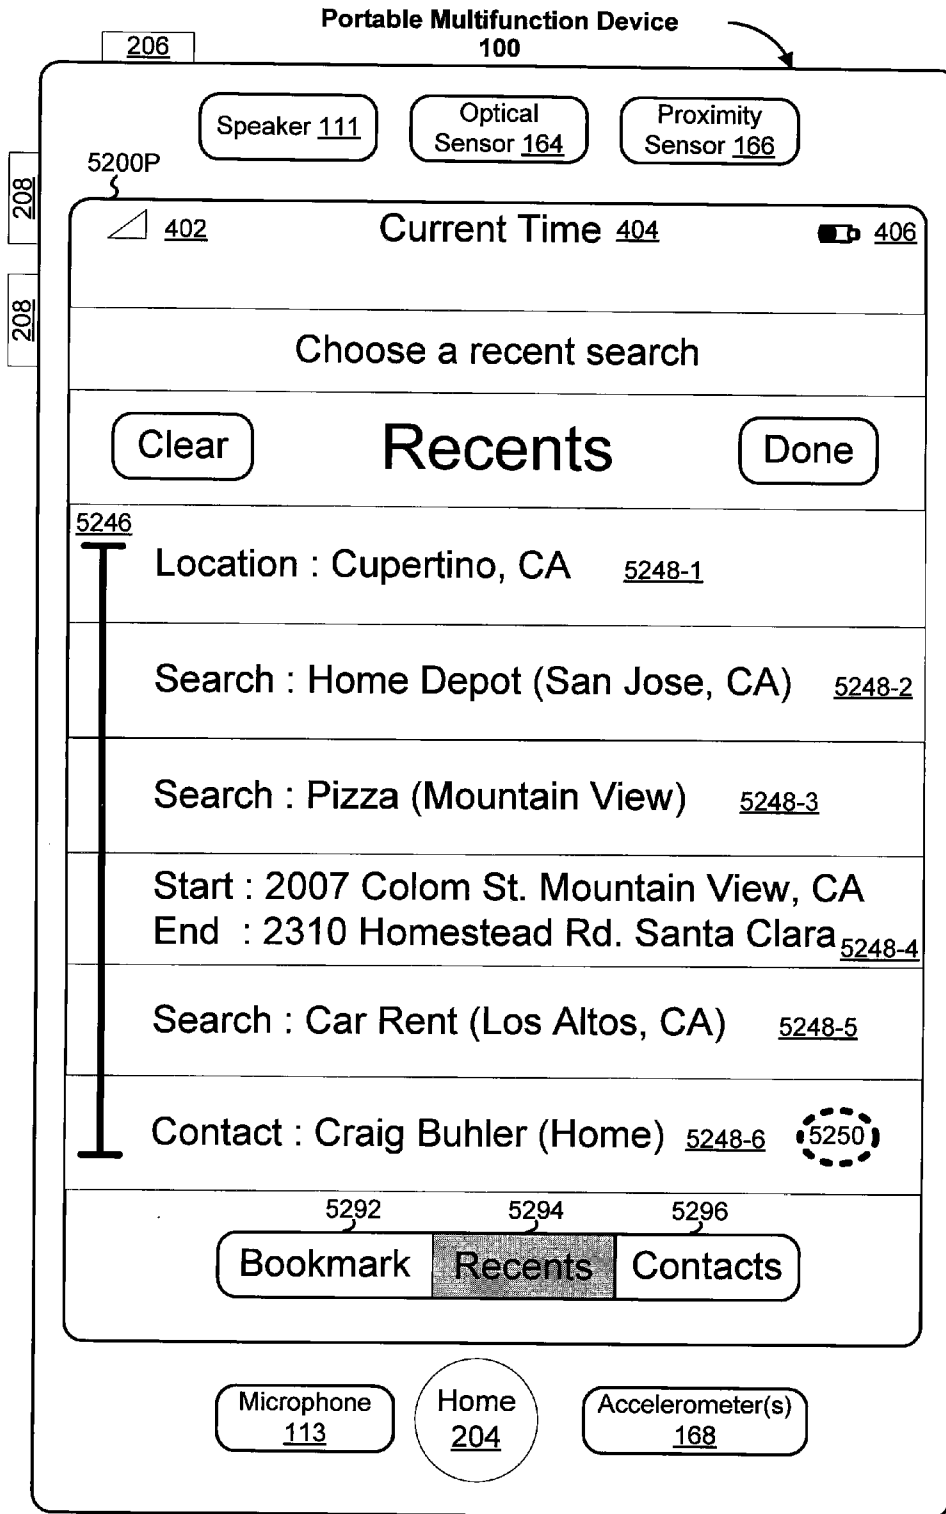 Portable Multifunction Device
100
206
Speaker 111
Optical
Sensor 164
Proximity
Sensor 166
5200P
208
208
402
Current Time 404
406
Choose a recent search
Clear
Recents
Done
5246
Location : Cupertino, CA 5248-1
Search : Home Depot (San Jose, CA) 5248-2
Search : Pizza (Mountain View) 5248-3
Start : 2007 Colom St. Mountain View, CA
End : 2310 Homestead Rd. Santa Clara 5248-4
Search : Car Rent (Los Altos, CA) 5248-5
Contact : Craig Buhler (Home) 5248-6 5250
5292 5294 5296
Bookmark Recents Contacts
Microphone
113
Home
204
Accelerometer(s)
168